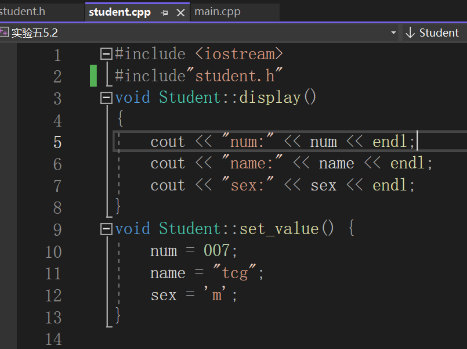 student.h student.cpp main.cpp
实验五5.2 Student
1 #include <iostream>
2 #include"student.h"
3 void Student::display()
4 {
5 cout << "num:" << num << endl;
6 cout << "name:" << name << endl;
7 cout << "sex:" << sex << endl;
8 }
9 void Student::set_value() {
10 num = 007;
11 name = "tcg";
12 sex = 'm';
13 }
14